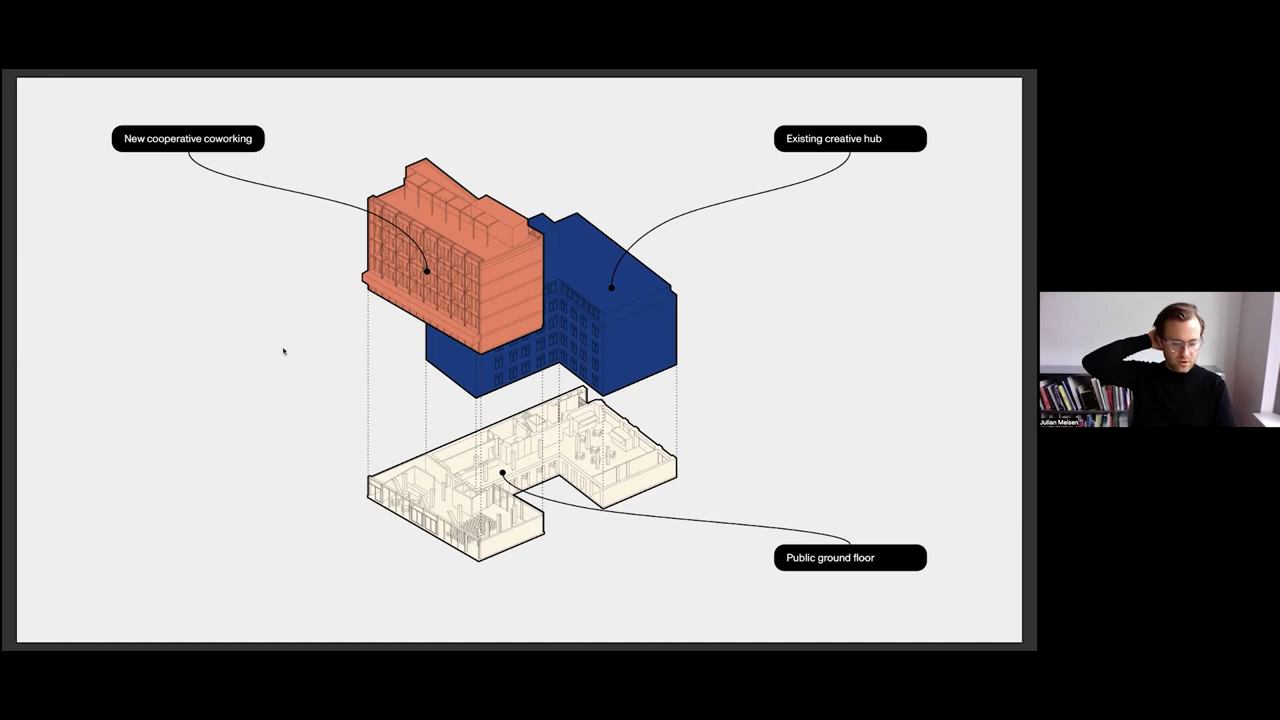 New cooperative coworking
Existing creative hub
Public ground floor
Julian Meisen